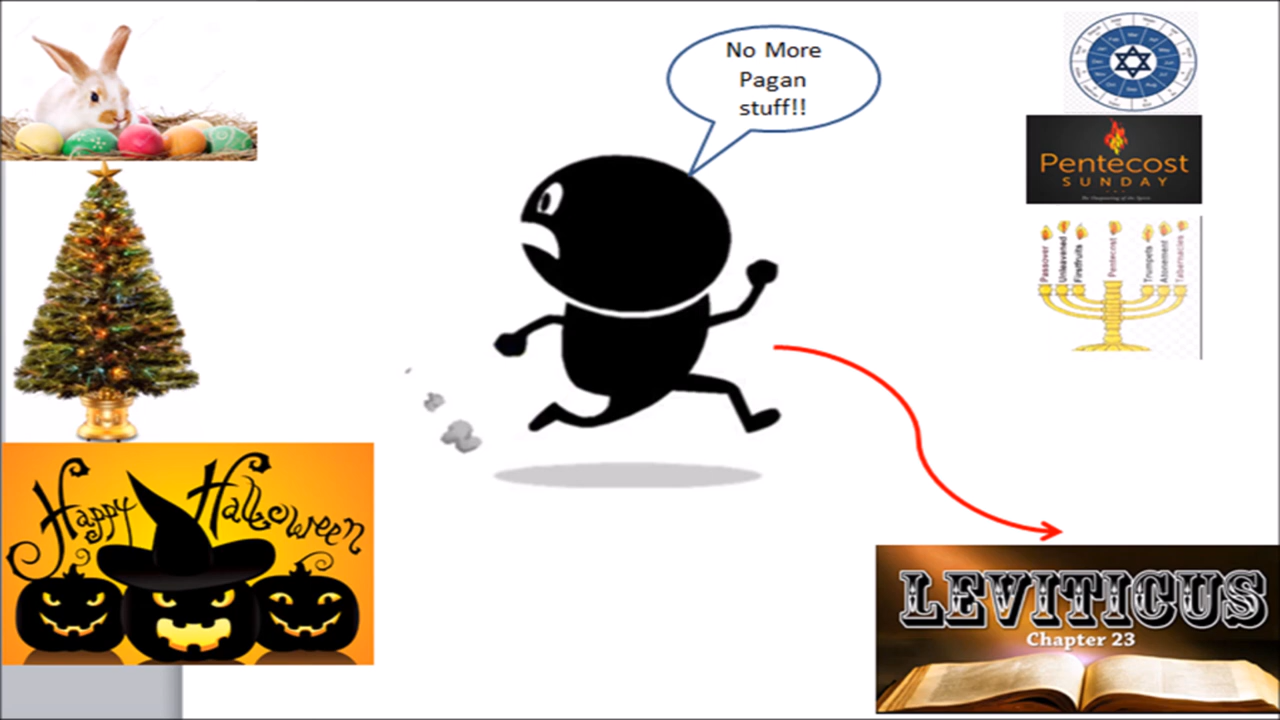 No More
Pagan
stuff!!
Pentecost
SUNDAY
Passover
Unleavened
Firstfruits
Pentecost
Trumpets
Atonement
Tabernacles
Happy Halloween
LEVITICUS
Chapter 23